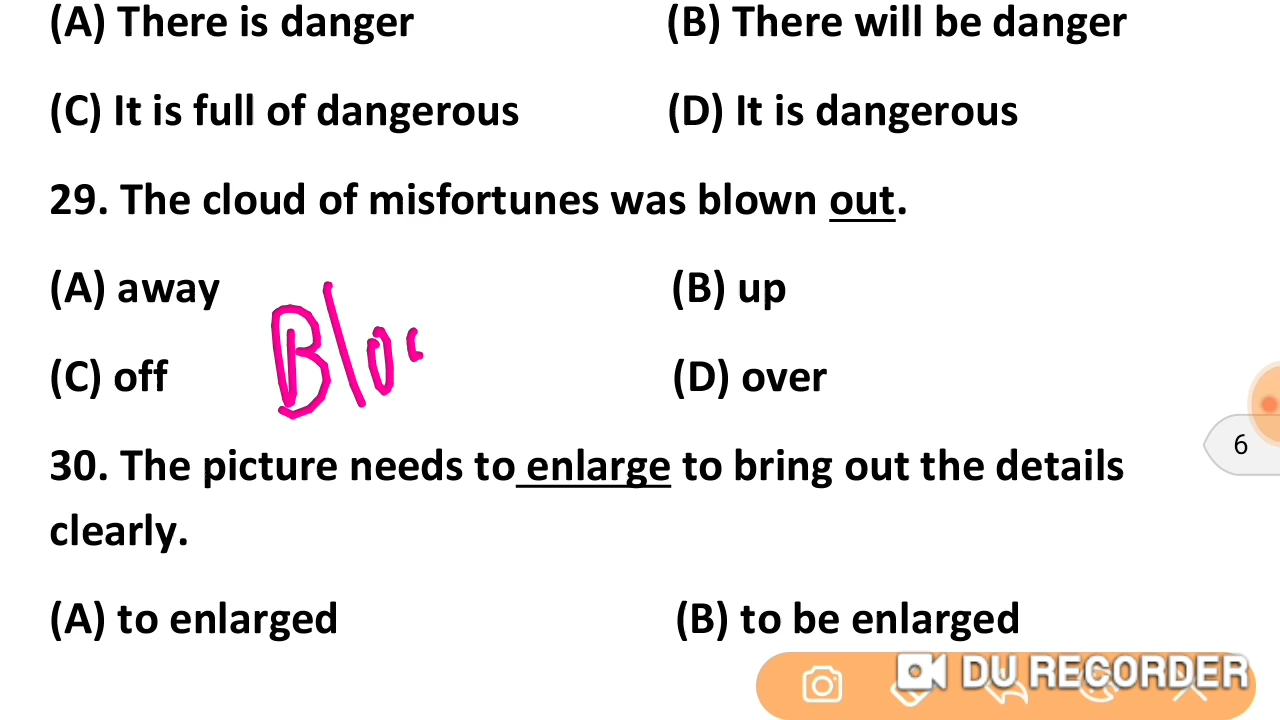 (A) There is danger (B) There will be danger
(C) It is full of dangerous (D) It is dangerous
29. The cloud of misfortunes was blown out.
(A) away (B) up
(C) off (D) over
30. The picture needs to enlarge to bring out the details
clearly.
(A) to enlarged (B) to be enlarged
6
DU RECORDER